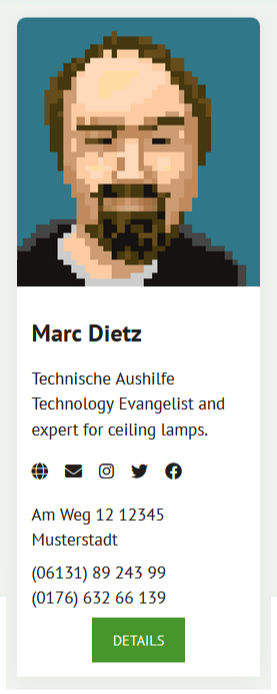 Marc Dietz
Technische Aushilfe
Technology Evangelist and
expert for ceiling lamps.
Am Weg 12 12345
Musterstadt
(06131) 89 243 99
(0176) 632 66 139
DETAILS